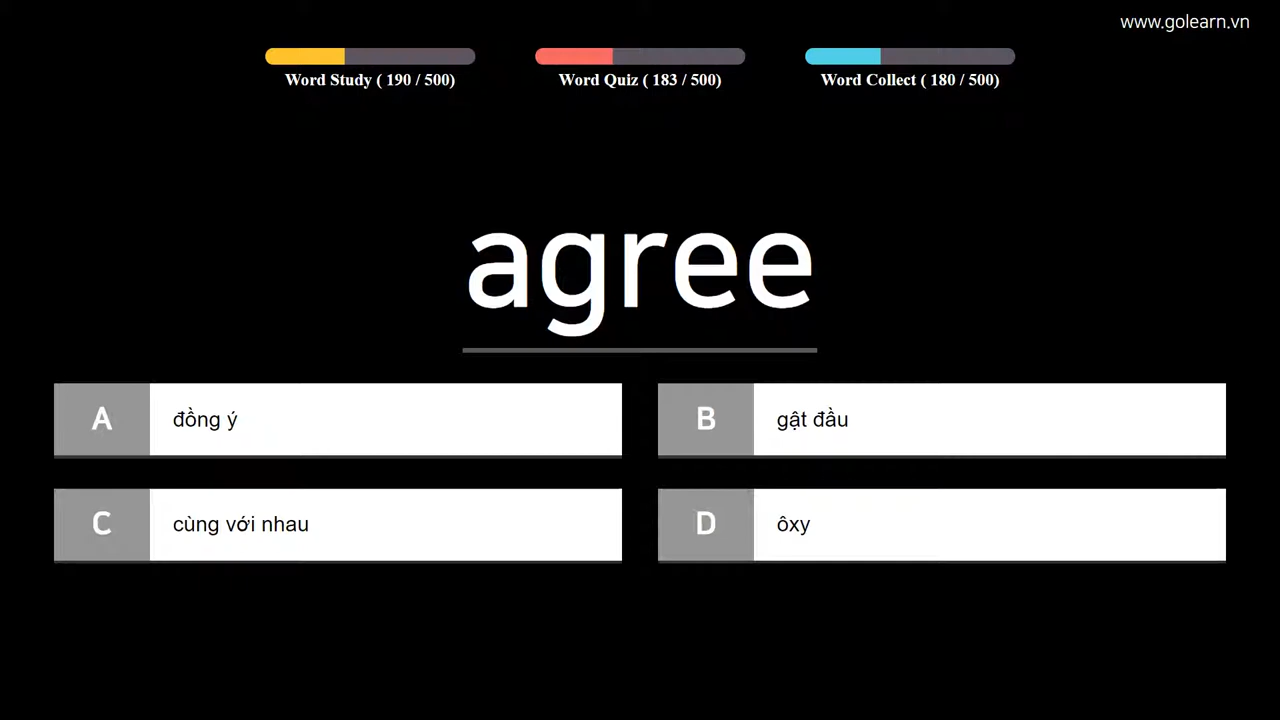 www.golearn.vn
Word Study ( 190 / 500)
Word Quiz ( 183 / 500)
Word Collect ( 180 / 500)
agree
A đồng ý
B gật đầu
C cùng với nhau
D ôxy